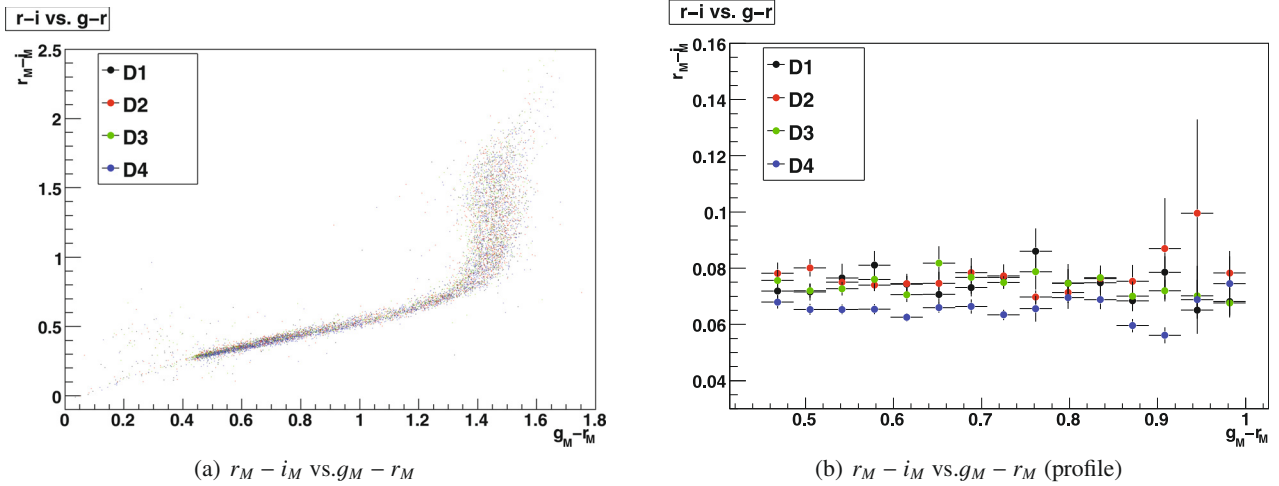 r−i vs. g−r
r_M−i_M
2.5
2
1.5
1
0.5
0
D1
D2
D3
D4
0 0.2 0.4 0.6 0.8 1 1.2 1.4 1.6 1.8
g_M−r_M
(a) r_M − i_M vs.g_M − r_M
r−i vs. g−r
r_M−i_M
0.16
0.14
0.12
0.1
0.08
0.06
0.04
D1
D2
D3
D4
0.5 0.6 0.7 0.8 0.9 1
g_M−r_M
(b) r_M − i_M vs.g_M − r_M (profile)